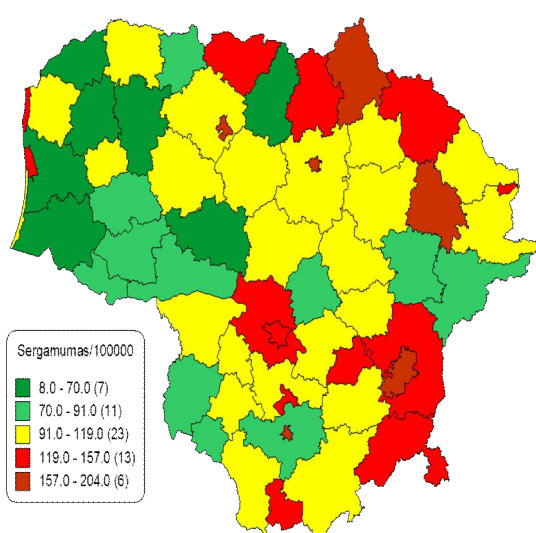 Sergamumas/100000
8.0 - 70.0 (7)
70.0 - 91.0 (11)
91.0 - 119.0 (23)
119.0 - 157.0 (13)
157.0 - 204.0 (6)